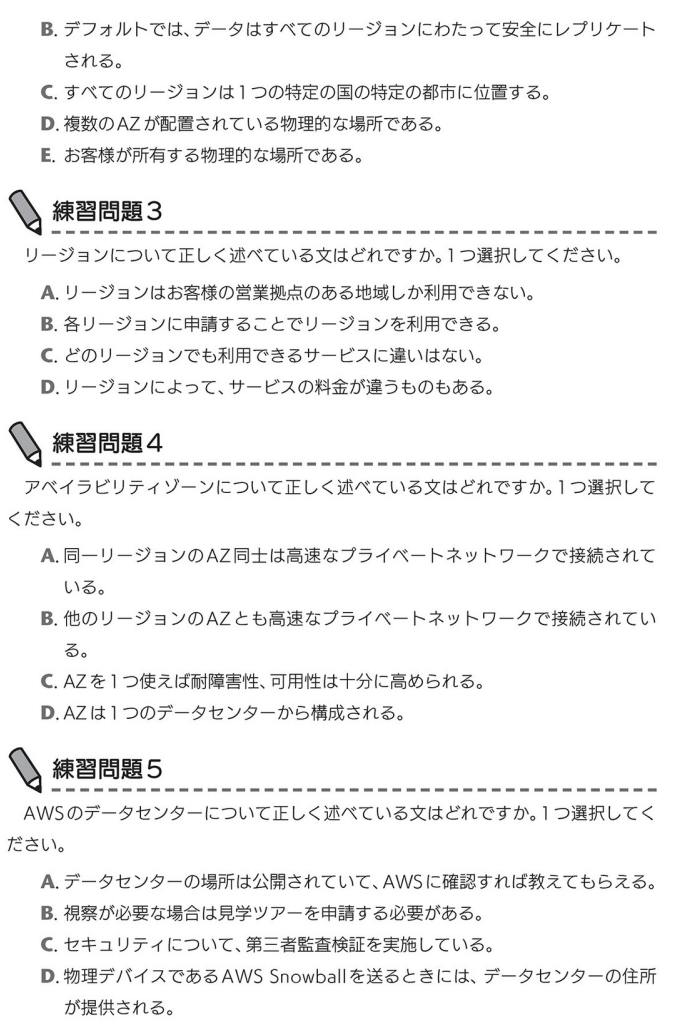 B. デフォルトでは、データはすべてのリージョンにわたって安全にレプリケート
される。
C. すべてのリージョンは1つの特定の国の特定の都市に位置する。
D. 複数のAZが配置されている物理的な場所である。
E. お客様が所有する物理的な場所である。
練習問題3
リージョンについて正しく述べている文はどれですか。1つ選択してください。
A. リージョンはお客様の営業拠点のある地域しか利用できない。
B. 各リージョンに申請することでリージョンを利用できる。
C. どのリージョンでも利用できるサービスに違いはない。
D. リージョンによって、サービスの料金が違うものもある。
練習問題4
アベイラビリティゾーンについて正しく述べている文はどれですか。1つ選択して
ください。
A. 同一リージョンのAZ同士は高速なプライベートネットワークで接続されて
いる。
B. 他のリージョンのAZとも高速なプライベートネットワークで接続されてい
る。
C. AZを1つ使えば耐障害性、可用性は十分に高められる。
D. AZは1つのデータセンターから構成される。
練習問題5
AWSのデータセンターについて正しく述べている文はどれですか。1つ選択してく
ださい。
A. データセンターの場所は公開されていて、AWSに確認すれば教えてもらえる。
B. 視察が必要な場合は見学ツアーを申請する必要がある。
C. セキュリティについて、第三者監査検証を実施している。
D. 物理デバイスであるAWS Snowballを送るときには、データセンターの住所
が提供される。